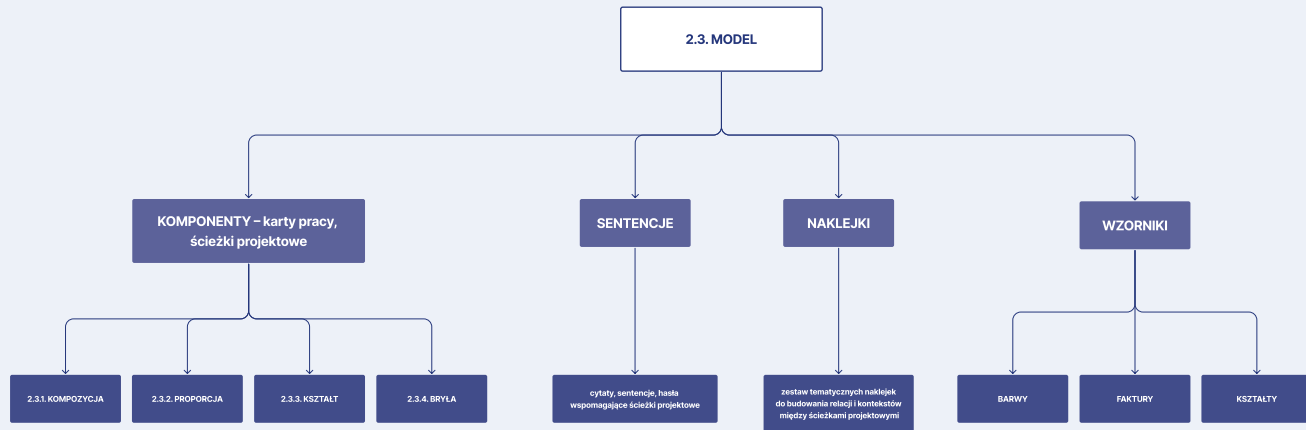 2.3. MODEL
KOMPONENTY – karty pracy,
ścieżki projektowe
SENTENCJE
NAKLEJKI
WZORNIKI
2.3.1. KOMPOZYCJA
2.3.2. PROPORCJA
2.3.3. KSZTAŁT
2.3.4. BRYŁA
cytaty, sentencje, hasła
wspomagające ścieżki projektowe
zestaw tematycznych naklejek
do budowania relacji i kontekstów
między ścieżkami projektowymi
BARWY
FAKTURY
KSZTAŁTY